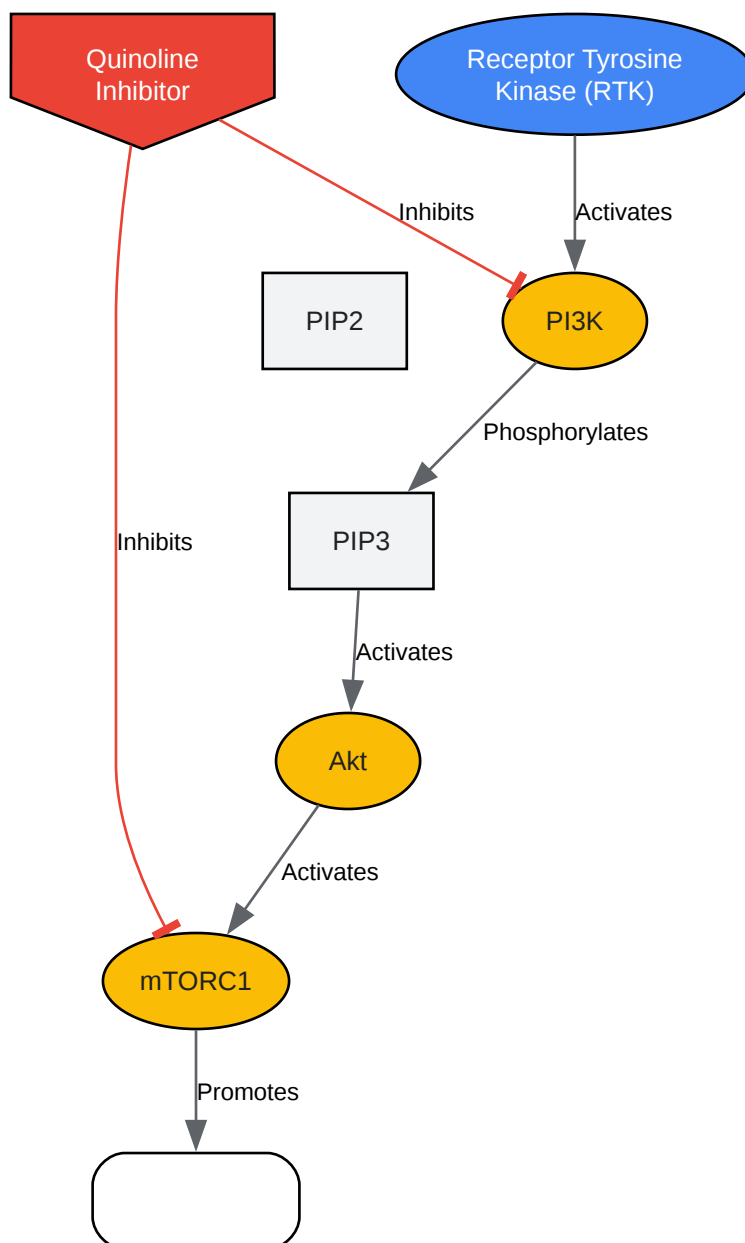 Quinoline
Inhibitor
Receptor Tyrosine
Kinase (RTK)
Inhibits
Activates
PIP2
PI3K
Phosphorylates
PIP3
Inhibits
Activates
Akt
Activates
mTORC1
Promotes